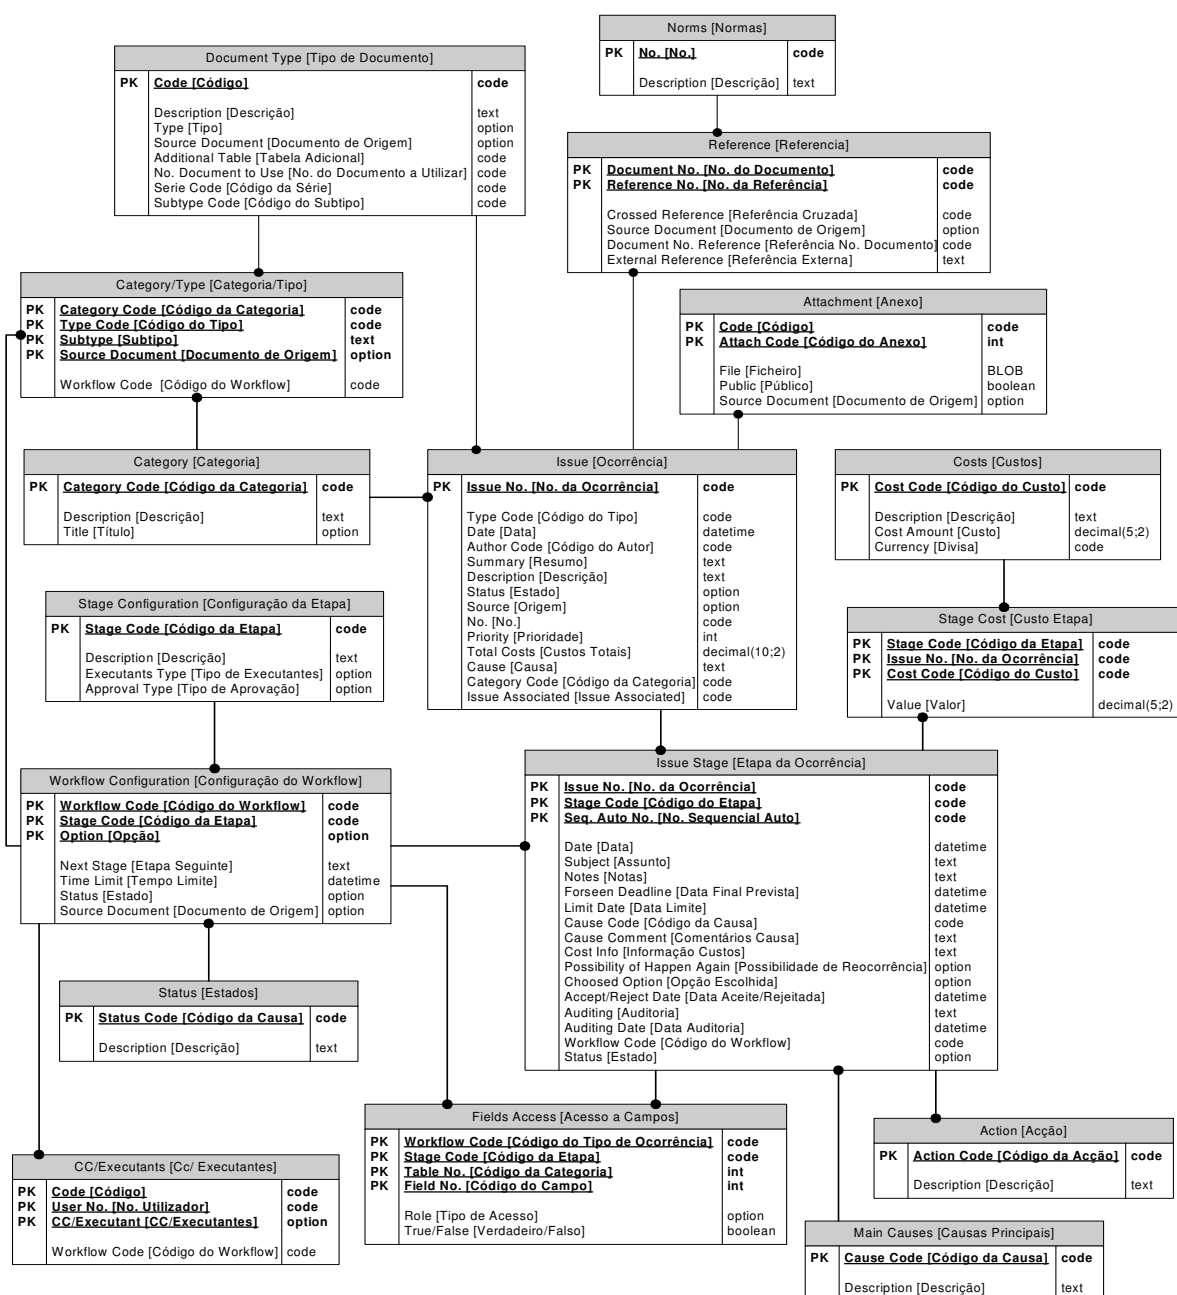 Norms [Normas]
PK No. [No.] code
Description [Descrição] text
Document Type [Tipo de Documento]
PK Code [Código] code
Description [Descrição] text
Type [Tipo] option
Source Document [Documento de Origem] option
Additional Table [Tabela Adicional] code
No. Document to Use [No. do Documento a Utilizar] code
Serie Code [Código da Série] code
Subtype Code [Código do Subtipo] code
Reference [Referencia]
PK Document No. [No. do Documento] code
PK Reference No. [No. da Referência] code
Crossed Reference [Referência Cruzada] code
Source Document [Documento de Origem] option
Document No. Reference [Referência No. Documento] code
External Reference [Referência Externa] text
Category/Type [Categoria/Tipo]
PK Category Code [Código da Categoria] code
PK Type Code [Código do Tipo] code
PK Subtype [Subtipo] text
PK Source Document [Documento de Origem] option
Workflow Code [Código do Workflow] code
Attachment [Anexo]
PK Code [Código] code
PK Attach Code [Código do Anexo] int
File [Ficheiro] BLOB
Public [Público] boolean
Source Document [Documento de Origem] option
Category [Categoria]
PK Category Code [Código da Categoria] code
Description [Descrição] text
Title [Título] option
Issue [Ocorrência]
PK Issue No. [No. da Ocorrência] code
Type Code [Código do Tipo] code
Date [Data] datetime
Author Code [Código do Autor] code
Summary [Resumo] text
Description [Descrição] text
Status [Estado] option
Source [Origem] option
No. [No.] code
Priority [Prioridade] int
Total Costs [Custos Totais] decimal(10;2)
Cause [Causa] text
Category Code [Código da Categoria] code
Issue Associated [Issue Associated] code
Costs [Custos]
PK Cost Code [Código do Custo] code
Description [Descrição] text
Cost Amount [Custo] decimal(5;2)
Currency [Divisa] code
Stage Configuration [Configuração da Etapa]
PK Stage Code [Código da Etapa] code
Description [Descrição] text
Executants Type [Tipo de Executantes] option
Approval Type [Tipo de Aprovação] option
Stage Cost [Custo Etapa]
PK Stage Code [Código da Etapa] code
PK Issue No. [No. da Ocorrência] code
PK Cost Code [Código do Custo] code
Value [Valor] decimal(5;2)
Workflow Configuration [Configuração do Workflow]
PK Workflow Code [Código do Workflow] code
PK Stage Code [Código da Etapa] code
PK Option [Opção] option
Next Stage [Etapa Seguinte] text
Time Limit [Tempo Limite] datetime
Status [Estado] option
Source Document [Documento de Origem] option
Issue Stage [Etapa da Ocorrência]
PK Issue No. [No. da Ocorrência] code
PK Stage Code [Código do Etapa] code
PK Seq. Auto No. [No. Sequencial Auto] code
Date [Data] datetime
Subject [Assunto] text
Notes [Notas] text
Forseen Deadline [Data Final Prevista] datetime
Limit Date [Data Limite] datetime
Cause Code [Código da Causa] code
Cause Comment [Comentários Causa] text
Cost Info [Informação Custos] text
Possibility of Happen Again [Possibilidade de Reocorrência] option
Choosed Option [Opção Escolhida] option
Accept/Reject Date [Data Aceite/Rejeitada] datetime
Auditing [Auditoria] text
Auditing Date [Data Auditoria] datetime
Workflow Code [Código do Workflow] code
Status [Estado] option
Status [Estados]
PK Status Code [Código da Causa] code
Description [Descrição] text
Fields Access [Acesso a Campos]
PK Workflow Code [Código do Tipo de Ocorrência] code
PK Stage Code [Código da Etapa] code
PK Table No. [Código da Categoria] int
PK Field No. [Código do Campo] int
Role [Tipo de Acesso] option
True/False [Verdadeiro/Falso] boolean
Action [Acção]
PK Action Code [Código da Acção] code
Description [Descrição] text
CC/Executants [Cc/ Executantes]
PK Code [Código] code
PK User No. [No. Utilizador] code
PK CC/Executant [CC/Executantes] option
Workflow Code [Código do Workflow] code
Main Causes [Causas Principais]
PK Cause Code [Código da Causa] code
Description [Descrição] text